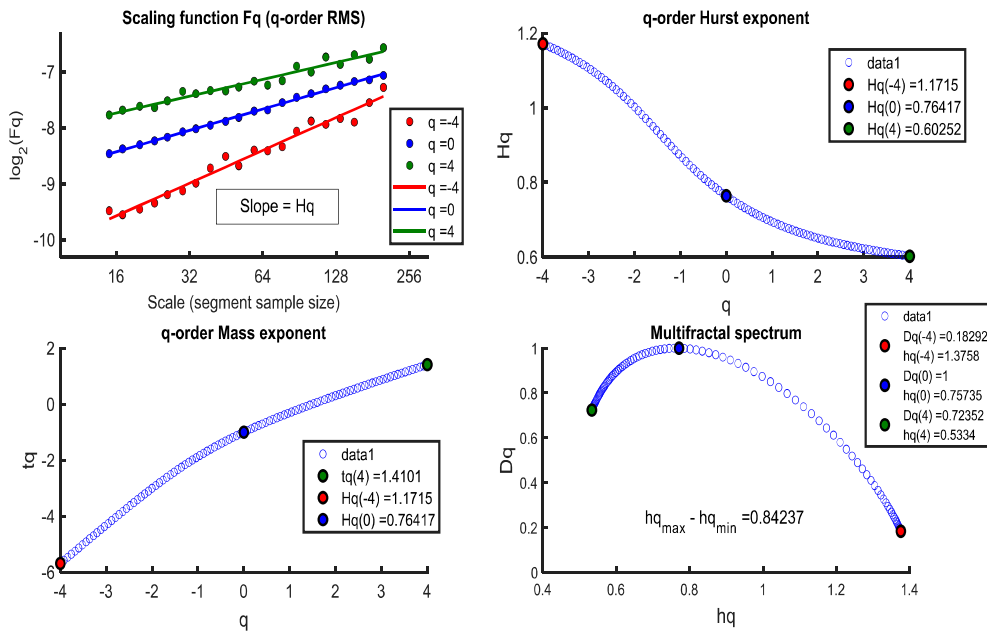 Scaling function Fq (q-order RMS)
log2(Fq)
-7
-8
-9
-10
16
32
64
128
256
Scale (segment sample size)
Slope = Hq
q =-4
q =0
q =4
q =-4
q =0
q =4
q-order Hurst exponent
Hq
1.2
1
0.8
0.6
-4
-3
-2
-1
0
1
2
3
4
q
data1
Hq(-4) =1.1715
Hq(0) =0.76417
Hq(4) =0.60252
q-order Mass exponent
tq
2
0
-2
-4
-6
-4
-3
-2
-1
0
1
2
3
4
q
data1
tq(4) =1.4101
Hq(-4) =1.1715
Hq(0) =0.76417
Multifractal spectrum
Dq
1
0.8
0.6
0.4
0.2
0
0.4
0.6
0.8
1
1.2
1.4
hq
hqmax - hqmin =0.84237
data1
Dq(-4) =0.18292
hq(-4) =1.3758
Dq(0) =1
hq(0) =0.75735
Dq(4) =0.72352
hq(4) =0.5334